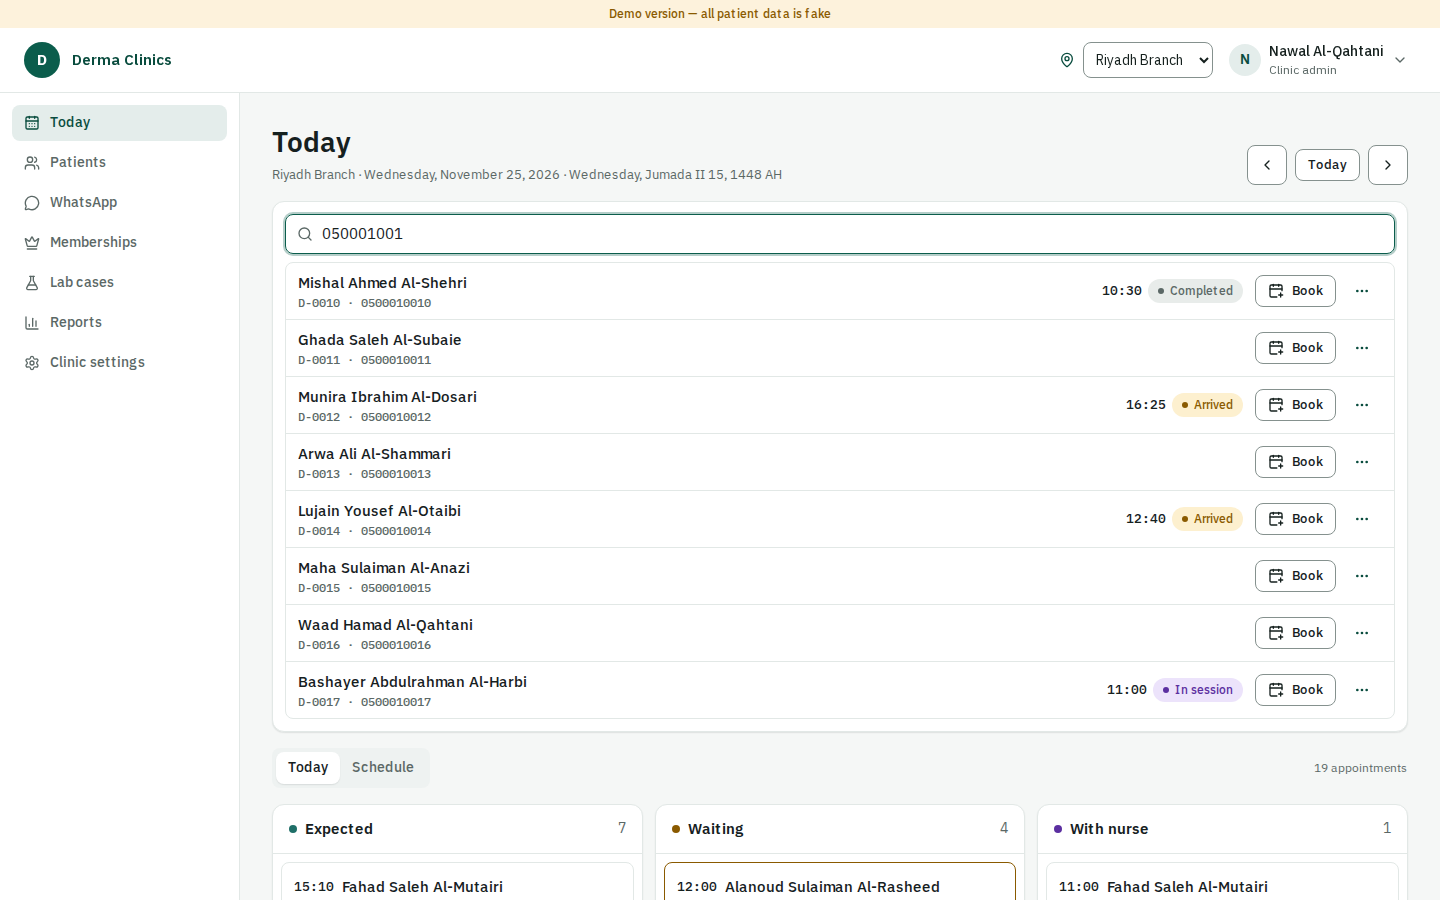 Demo version — all patient data is fake
D
Derma Clinics
Riyadh Branch
N
Nawal Al-Qahtani
Clinic admin
Today
Patients
WhatsApp
Memberships
Lab cases
Reports
Clinic settings
Today
Riyadh Branch · Wednesday, November 25, 2026 · Wednesday, Jumada II 15, 1448 AH
Today
050001001
Mishal Ahmed Al-Shehri
D-0010 · 0500010010
10:30 Completed Book
Ghada Saleh Al-Subaie
D-0011 · 0500010011
Book
Munira Ibrahim Al-Dosari
D-0012 · 0500010012
16:25 Arrived Book
Arwa Ali Al-Shammari
D-0013 · 0500010013
Book
Lujain Yousef Al-Otaibi
D-0014 · 0500010014
12:40 Arrived Book
Maha Sulaiman Al-Anazi
D-0015 · 0500010015
Book
Waad Hamad Al-Qahtani
D-0016 · 0500010016
Book
Bashayer Abdulrahman Al-Harbi
D-0017 · 0500010017
11:00 In session Book
Today Schedule
19 appointments
Expected 7
15:10 Fahad Saleh Al-Mutairi
Waiting 4
12:00 Alanoud Sulaiman Al-Rasheed
With nurse 1
11:00 Fahad Saleh Al-Mutairi